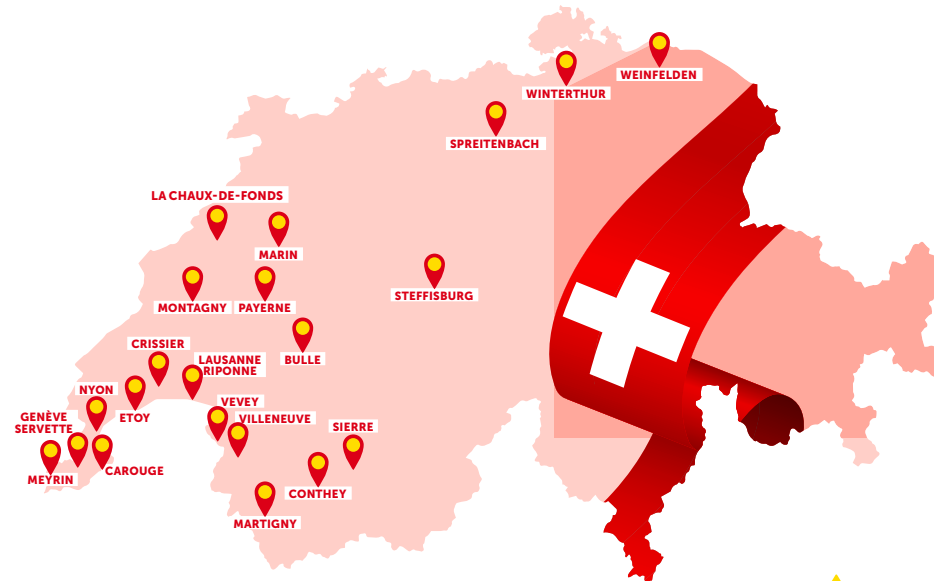 WEINFELDEN
WINTERTHUR
SPREITENBACH
LA CHAUX-DE-FONDS
MARIN
STEFFISBURG
MONTAGNY
PAYERNE
CRISSIER
LAUSANNE
RIPONNE
BULLE
NYON
ETOY
VEVEY
VILLENEUVE
GENÈVE
SERVETTE
SIERRE
CAROUGE
MEYRIN
CONTHEY
MARTIGNY